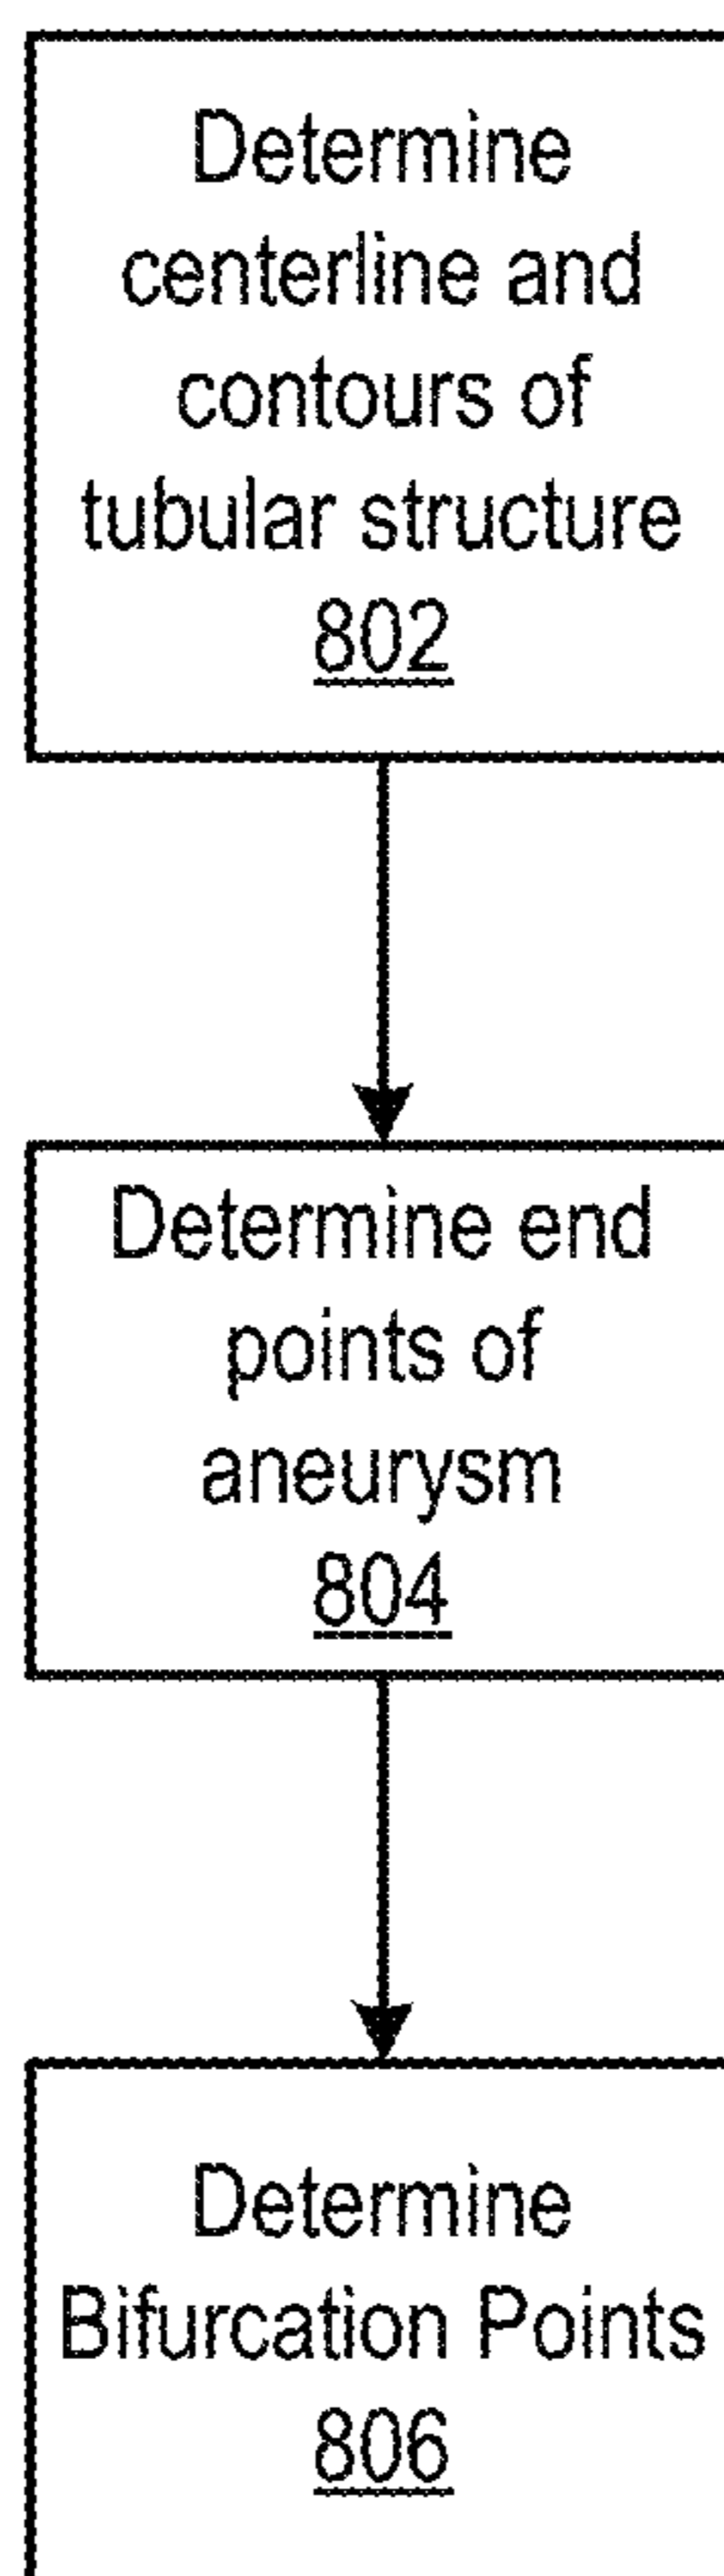 Determine
centerline and
contours of
tubular structure
802
Determine end
points of
aneurysm
804
Determine
Bifurcation Points
806